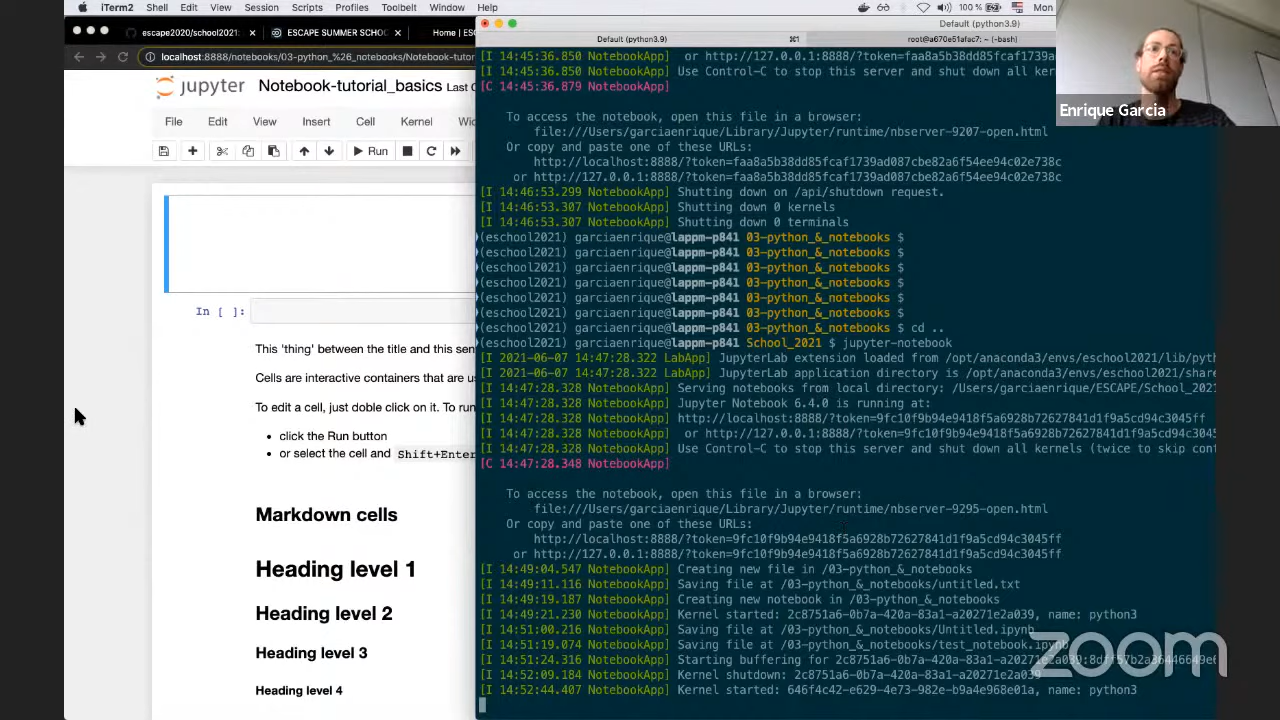 iTerm2 Shell Edit View Session Scripts Profiles Toolbelt Window Help 100 % Mon
escape2020/school2021: ESCAPE SUMMER SCHOO Home | ES
Default (python3.9)
Default (python3.9) ⌘1 root@a670e51afac7: ~ (-bash)
localhost:8888/notebooks/03-python_%26_notebooks/Notebook-tutor
jupyter Notebook-tutorial_basics Last C
File Edit View Insert Cell Kernel Wi
Run
In [ ]:
This 'thing' between the title and this sen
Cells are interactive containers that are us
To edit a cell, just doble click on it. To run
• click the Run button
• or select the cell and Shift+Enter
Markdown cells
Heading level 1
Heading level 2
Heading level 3
Heading level 4
[I 14:45:36.850 NotebookApp] or http://127.0.0.1:8888/?token=faa8a5b38dd85fcaf1739a
[I 14:45:36.850 NotebookApp] Use Control-C to stop this server and shut down all ker
[C 14:45:36.879 NotebookApp]
To access the notebook, open this file in a browser:
file:///Users/garciaenrique/Library/Jupyter/runtime/nbserver-9207-open.html
Or copy and paste one of these URLs:
http://localhost:8888/?token=faa8a5b38dd85fcaf1739ad087cbe82a6f54ee94c02e738c
or http://127.0.0.1:8888/?token=faa8a5b38dd85fcaf1739ad087cbe82a6f54ee94c02e738c
[I 14:46:53.299 NotebookApp] Shutting down on /api/shutdown request.
[I 14:46:53.307 NotebookApp] Shutting down 0 kernels
[I 14:46:53.307 NotebookApp] Shutting down 0 terminals
(eschool2021) garciaenrique@lappm-p841 03-python_&_notebooks $
(eschool2021) garciaenrique@lappm-p841 03-python_&_notebooks $
(eschool2021) garciaenrique@lappm-p841 03-python_&_notebooks $
(eschool2021) garciaenrique@lappm-p841 03-python_&_notebooks $
(eschool2021) garciaenrique@lappm-p841 03-python_&_notebooks $
(eschool2021) garciaenrique@lappm-p841 03-python_&_notebooks $
(eschool2021) garciaenrique@lappm-p841 03-python_&_notebooks $ cd ..
(eschool2021) garciaenrique@lappm-p841 School_2021 $ jupyter-notebook
[I 2021-06-07 14:47:28.322 LabApp] JupyterLab extension loaded from /opt/anaconda3/envs/eschool2021/lib/pyth
[I 2021-06-07 14:47:28.322 LabApp] JupyterLab application directory is /opt/anaconda3/envs/eschool2021/share
[I 14:47:28.328 NotebookApp] Serving notebooks from local directory: /Users/garciaenrique/ESCAPE/School_2021
[I 14:47:28.328 NotebookApp] Jupyter Notebook 6.4.0 is running at:
[I 14:47:28.328 NotebookApp] http://localhost:8888/?token=9fc10f9b94e9418f5a6928b72627841d1f9a5cd94c3045ff
[I 14:47:28.328 NotebookApp] or http://127.0.0.1:8888/?token=9fc10f9b94e9418f5a6928b72627841d1f9a5cd94c3045ff
[I 14:47:28.328 NotebookApp] Use Control-C to stop this server and shut down all kernels (twice to skip cont
[C 14:47:28.348 NotebookApp]
To access the notebook, open this file in a browser:
file:///Users/garciaenrique/Library/Jupyter/runtime/nbserver-9295-open.html
Or copy and paste one of these URLs:
http://localhost:8888/?token=9fc10f9b94e9418f5a6928b72627841d1f9a5cd94c3045ff
or http://127.0.0.1:8888/?token=9fc10f9b94e9418f5a6928b72627841d1f9a5cd94c3045ff
[I 14:49:04.547 NotebookApp] Creating new file in /03-python_&_notebooks
[I 14:49:11.116 NotebookApp] Saving file at /03-python_&_notebooks/untitled.txt
[I 14:49:19.187 NotebookApp] Creating new notebook in /03-python_&_notebooks
[I 14:49:21.230 NotebookApp] Kernel started: 2c8751a6-0b7a-420a-83a1-a20271e2a039, name: python3
[I 14:51:00.216 NotebookApp] Saving file at /03-python_&_notebooks/Untitled.ipynb
[I 14:51:19.074 NotebookApp] Saving file at /03-python_&_notebooks/test_notebook.ipynb
[I 14:51:24.316 NotebookApp] Starting buffering for 2c8751a6-0b7a-420a-83a1-a20271e2a039:8dff57b2a36446649e6
[I 14:52:09.184 NotebookApp] Kernel shutdown: 2c8751a6-0b7a-420a-83a1-a20271e2a039
[I 14:52:44.407 NotebookApp] Kernel started: 646f4c42-e629-4e73-982e-b9a4e968e01a, name: python3
Enrique Garcia
zoom